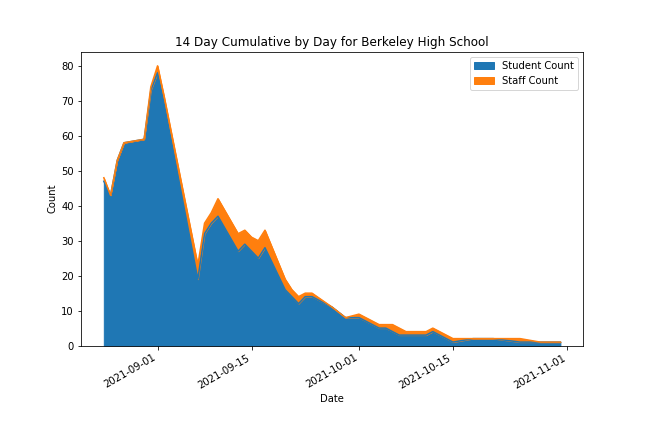 14 Day Cumulative by Day for Berkeley High School
Student Count
Staff Count
80
70
60
50
40
30
20
10
0
Count
2021-09-01
2021-09-15
2021-10-01
2021-10-15
2021-11-01
Date